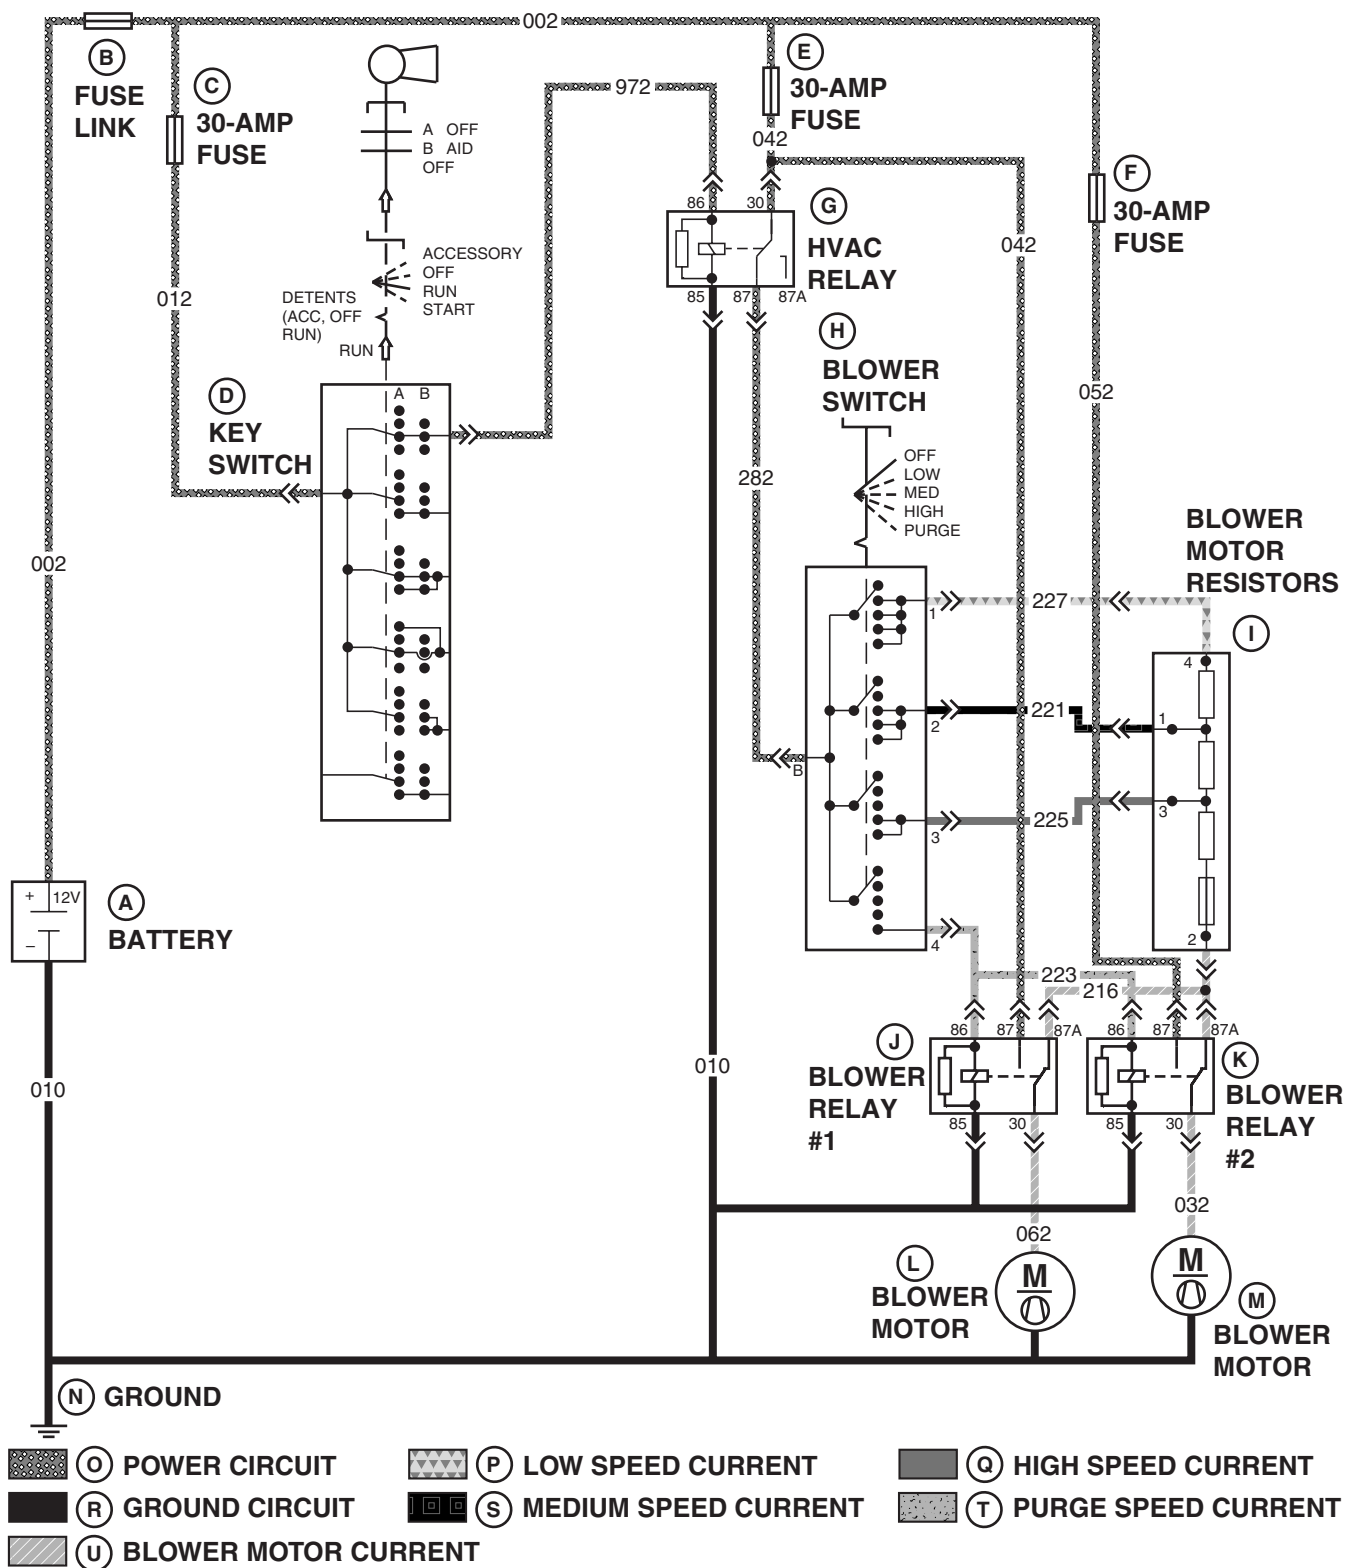 002
B
FUSE
LINK
C
30-AMP
FUSE
A OFF
B AID
OFF
972
E
30-AMP
FUSE
042
F
30-AMP
FUSE
86
30
G
HVAC
RELAY
85
87
87A
042
ACCESSORY
OFF
RUN
START
DETENTS
(ACC, OFF
RUN)
RUN
012
H
BLOWER
SWITCH
052
D
KEY
SWITCH
A B
282
OFF
LOW
MED
HIGH
PURGE
BLOWER
MOTOR
RESISTORS
I
002
1
227
4
2
221
1
B
3
225
3
+ 12V
–
A
BATTERY
4
2
223
216
86
87
87A
86
87
87A
J
BLOWER
RELAY
#1
K
BLOWER
RELAY
#2
85
30
85
30
010
010
062
032
L
BLOWER
MOTOR
M
M
M
BLOWER
MOTOR
N GROUND
O POWER CIRCUIT
P LOW SPEED CURRENT
Q HIGH SPEED CURRENT
R GROUND CIRCUIT
S MEDIUM SPEED CURRENT
T PURGE SPEED CURRENT
U BLOWER MOTOR CURRENT